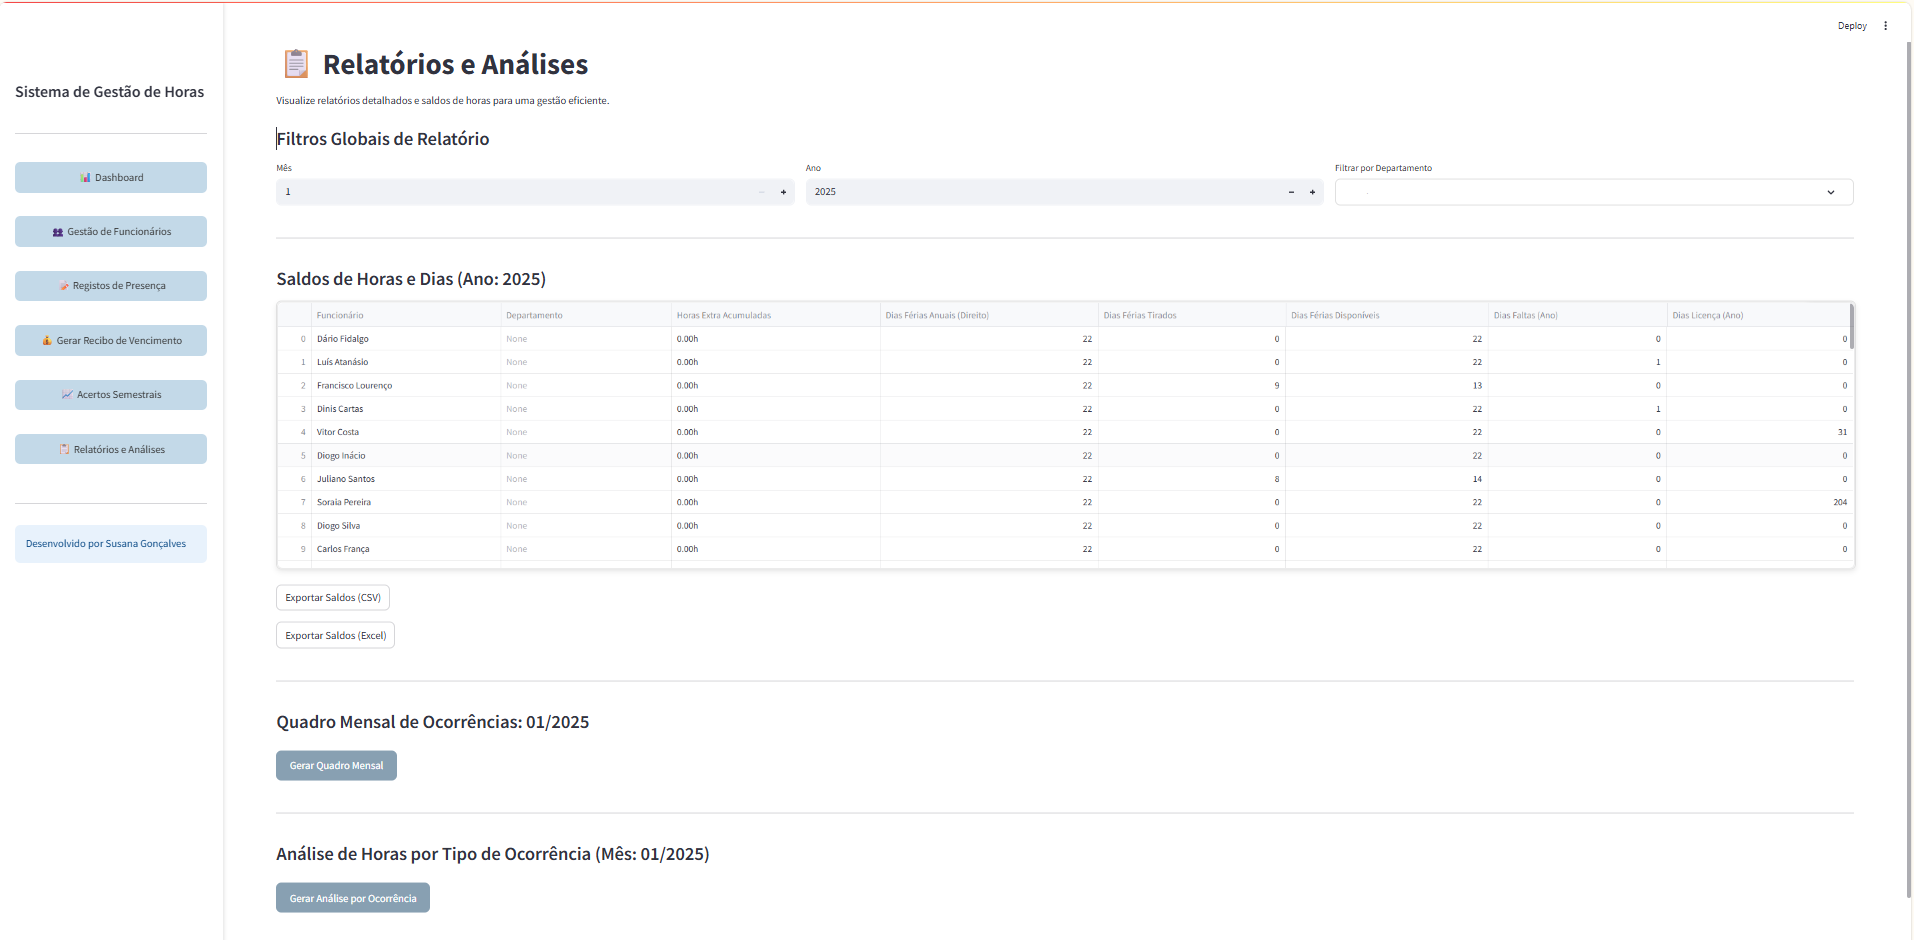 Deploy
Sistema de Gestão de Horas
Dashboard
Gestão de Funcionários
Registos de Presença
Gerar Recibo de Vencimento
Acertos Semestrais
Relatórios e Análises
Desenvolvido por Susana Gonçalves
Relatórios e Análises
Visualize relatórios detalhados e saldos de horas para uma gestão eficiente.
Filtros Globais de Relatório
Mês Ano Filtrar por Departamento
1 − + 2025 − +
Saldos de Horas e Dias (Ano: 2025)
Funcionário Departamento Horas Extra Acumuladas Dias Férias Anuais (Direito) Dias Férias Tirados Dias Férias Disponíveis Dias Faltas (Ano) Dias Licença (Ano)
0 Dário Fidalgo None 0.00h 22 0 22 0 0
1 Luís Atanásio None 0.00h 22 0 22 1 0
2 Francisco Lourenço None 0.00h 22 9 13 0 0
3 Dinis Cartas None 0.00h 22 0 22 1 0
4 Vitor Costa None 0.00h 22 0 22 0 31
5 Diogo Inácio None 0.00h 22 0 22 0 0
6 Juliano Santos None 0.00h 22 8 14 0 0
7 Soraia Pereira None 0.00h 22 0 22 0 204
8 Diogo Silva None 0.00h 22 0 22 0 0
9 Carlos França None 0.00h 22 0 22 0 0
Exportar Saldos (CSV)
Exportar Saldos (Excel)
Quadro Mensal de Ocorrências: 01/2025
Gerar Quadro Mensal
Análise de Horas por Tipo de Ocorrência (Mês: 01/2025)
Gerar Análise por Ocorrência